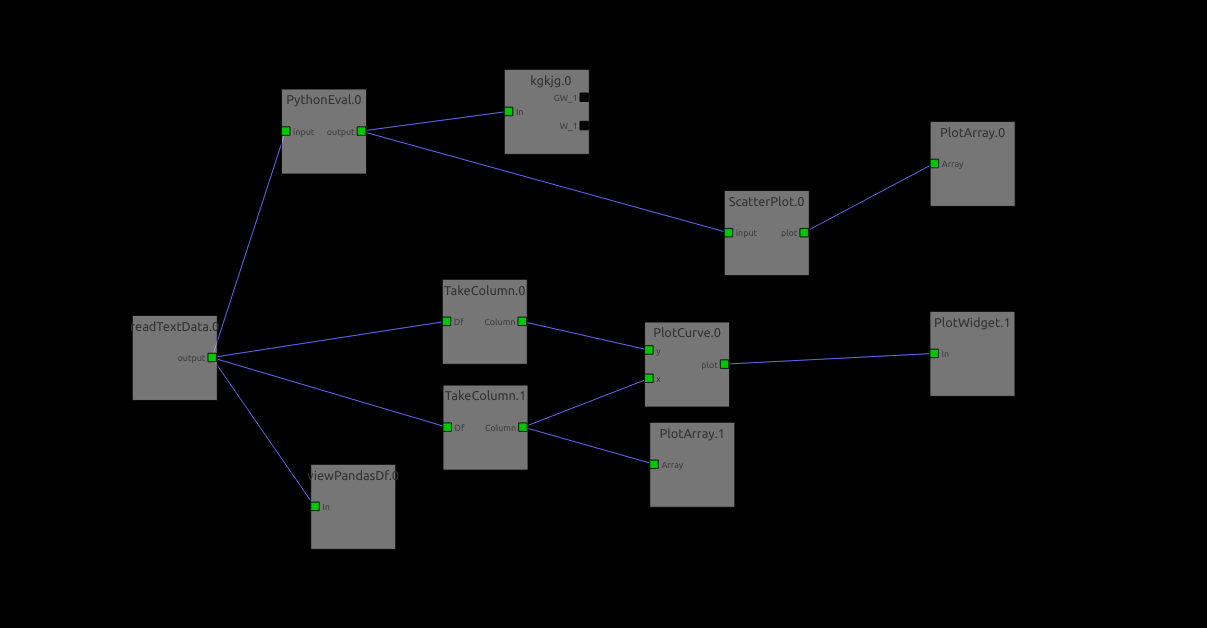 kgkjg.0
GW_1
In
W_1
PythonEval.0
input output
PlotArray.0
Array
ScatterPlot.0
input plot
TakeColumn.0
Df Column
readTextData.0
output
PlotCurve.0
y
plot
x
PlotWidget.1
In
TakeColumn.1
Df Column
PlotArray.1
Array
viewPandasDf.0
In